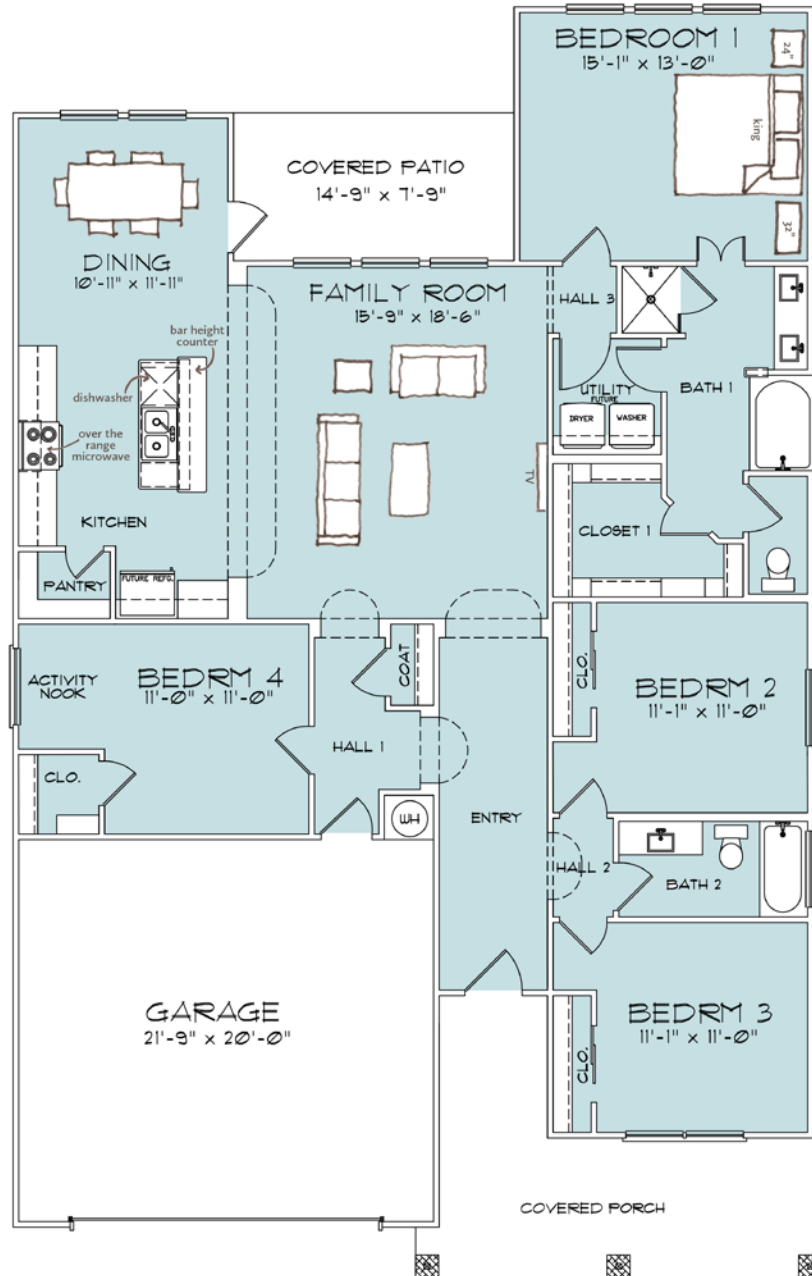 BEDROOM 1
15'-1" x 13'-0"
24"
king
32"
COVERED PATIO
14'-9" x 7'-9"
DINING
10'-11" x 11'-11"
FAMILY ROOM
15'-9" x 18'-6"
HALL 3
bar height
counter
dishwasher
over the
range
microwave
UTILITY
FUTURE
DRYER
WASHER
BATH 1
TV
KITCHEN
CLOSET 1
PANTRY
FUTURE REFG.
ACTIVITY
NOOK
BEDRM 4
11'-0" x 11'-0"
COAT
CLO.
BEDRM 2
11'-1" x 11'-0"
HALL 1
CLO.
WH
ENTRY
HALL 2
BATH 2
GARAGE
21'-9" x 20'-0"
BEDRM 3
11'-1" x 11'-0"
CLO.
COVERED PORCH